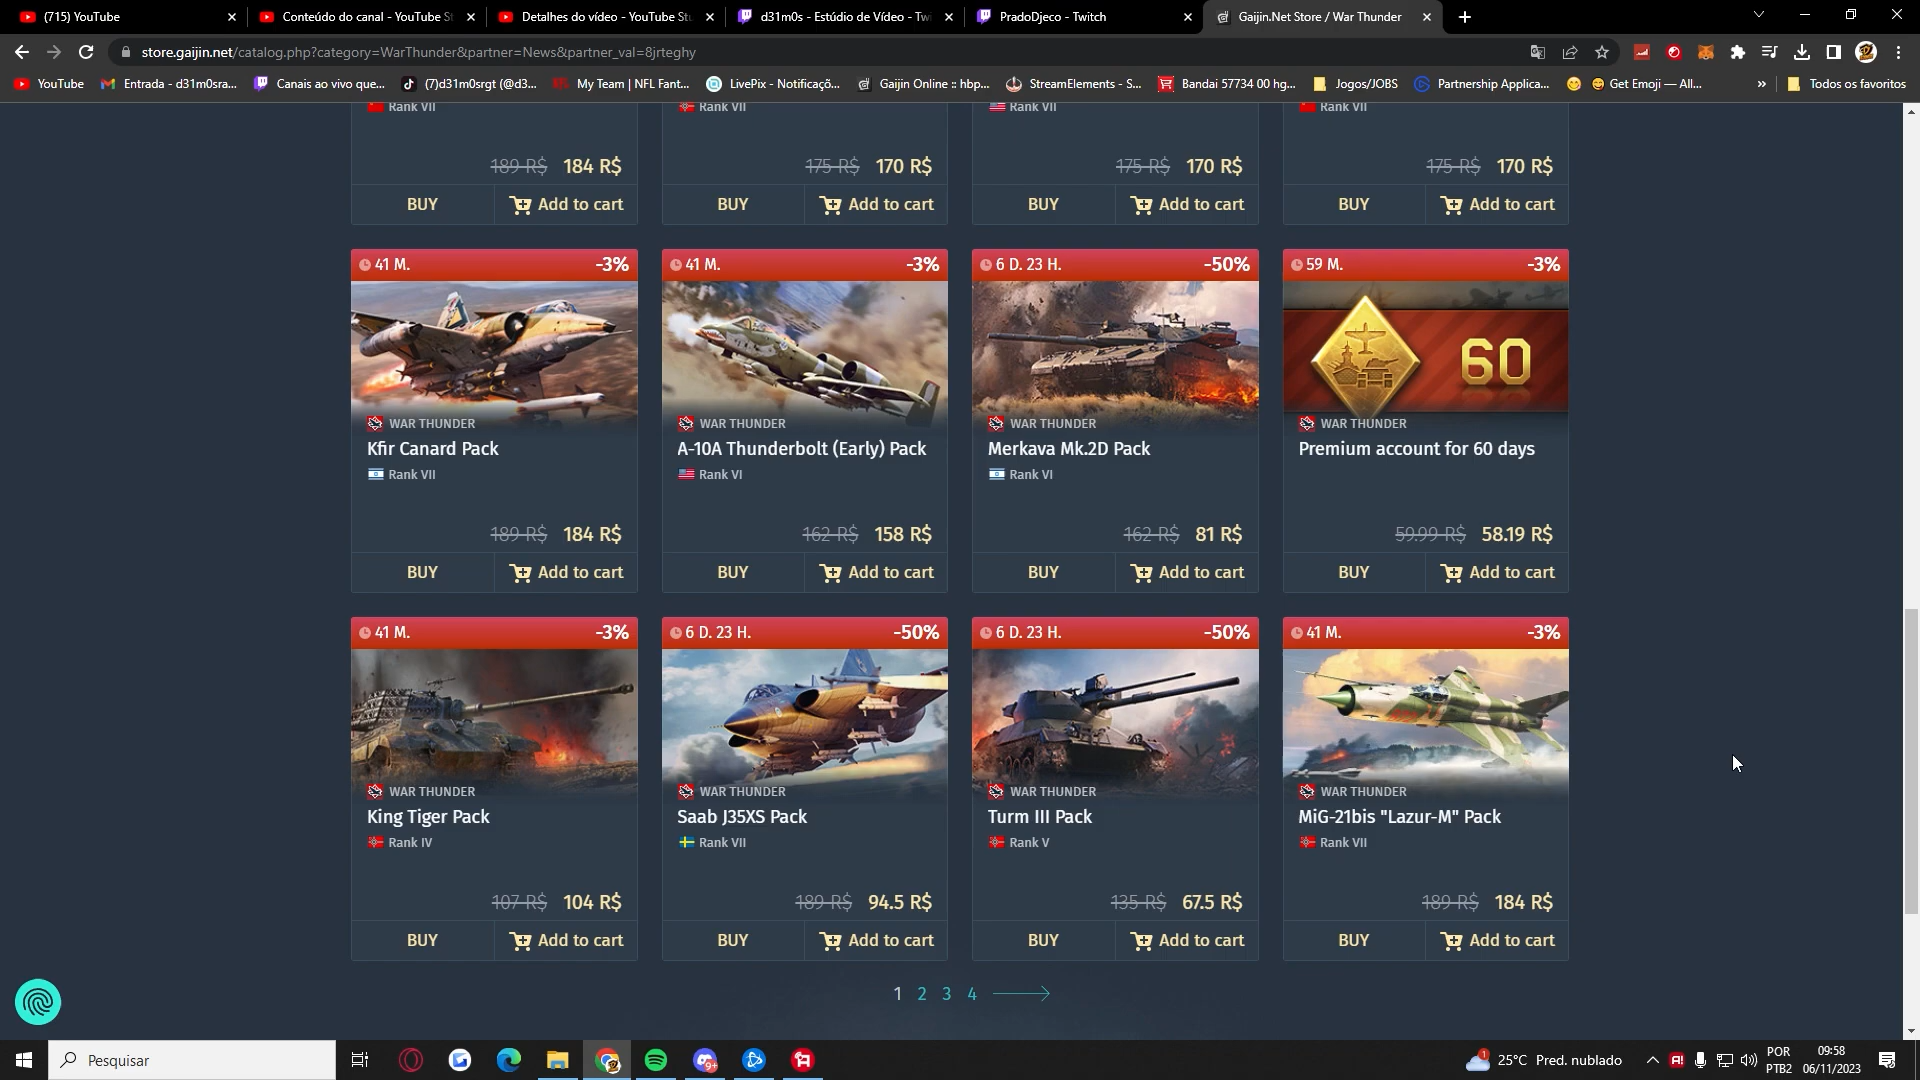 (715) YouTube
Conteúdo do canal - YouTube S
Detalhes do vídeo - YouTube Stu
d31m0s - Estúdio de Vídeo - Tw
PradoDjeco - Twitch
Gaijin.Net Store / War Thunder
store.gaijin.net/catalog.php?category=WarThunder&partner=News&partner_val=8jrteghy
YouTube
Entrada - d31m0sra...
Canais ao vivo que...
(7)d31m0srgt (@d3...
My Team | NFL Fant...
LivePix - Notificaçõ...
Gaijin Online :: hbp...
StreamElements - S...
Bandai 57734 00 hg...
Jogos/JOBS
Partnership Applica...
Get Emoji — All...
»
Todos os favoritos
Rank VII
Rank VII
Rank VII
Rank VII
189 R$ 184 R$
175 R$ 170 R$
175 R$ 170 R$
175 R$ 170 R$
BUY Add to cart
BUY Add to cart
BUY Add to cart
BUY Add to cart
41 M. -3%
41 M. -3%
6 D. 23 H. -50%
59 M. -3%
60
WAR THUNDER
WAR THUNDER
WAR THUNDER
WAR THUNDER
Kfir Canard Pack
A-10A Thunderbolt (Early) Pack
Merkava Mk.2D Pack
Premium account for 60 days
Rank VII
Rank VI
Rank VI
189 R$ 184 R$
162 R$ 158 R$
162 R$ 81 R$
59.99 R$ 58.19 R$
BUY Add to cart
BUY Add to cart
BUY Add to cart
BUY Add to cart
41 M. -3%
6 D. 23 H. -50%
6 D. 23 H. -50%
41 M. -3%
WAR THUNDER
WAR THUNDER
WAR THUNDER
WAR THUNDER
King Tiger Pack
Saab J35XS Pack
Turm III Pack
MiG-21bis "Lazur-M" Pack
Rank IV
Rank VII
Rank V
Rank VII
107 R$ 104 R$
189 R$ 94.5 R$
135 R$ 67.5 R$
189 R$ 184 R$
BUY Add to cart
BUY Add to cart
BUY Add to cart
BUY Add to cart
1 2 3 4
Pesquisar
9+
1
25°C Pred. nublado
POR
PTB2
09:58
06/11/2023